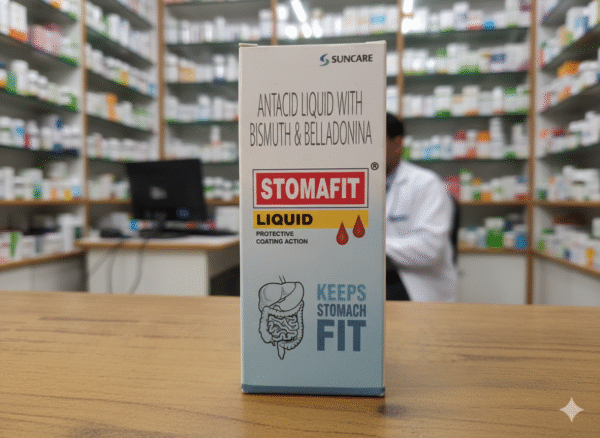 SUNCARE
ANTACID LIQUID WITH
BISMUTH & BELLADONINA
STOMAFIT®
LIQUID
PROTECTIVE
COATING ACTION
KEEPS
STOMACH
FIT